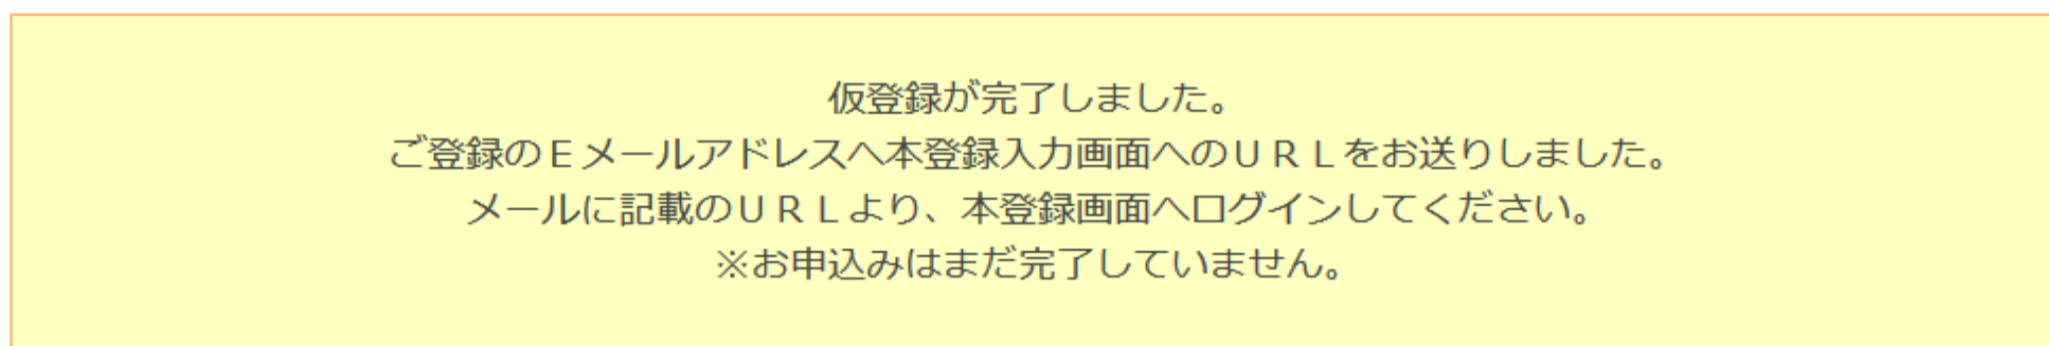 仮登録が完了しました。
ご登録のＥメールアドレスへ本登録入力画面へのＵＲＬをお送りしました。
メールに記載のＵＲＬより、本登録画面へログインしてください。
※お申込みはまだ完了していません。